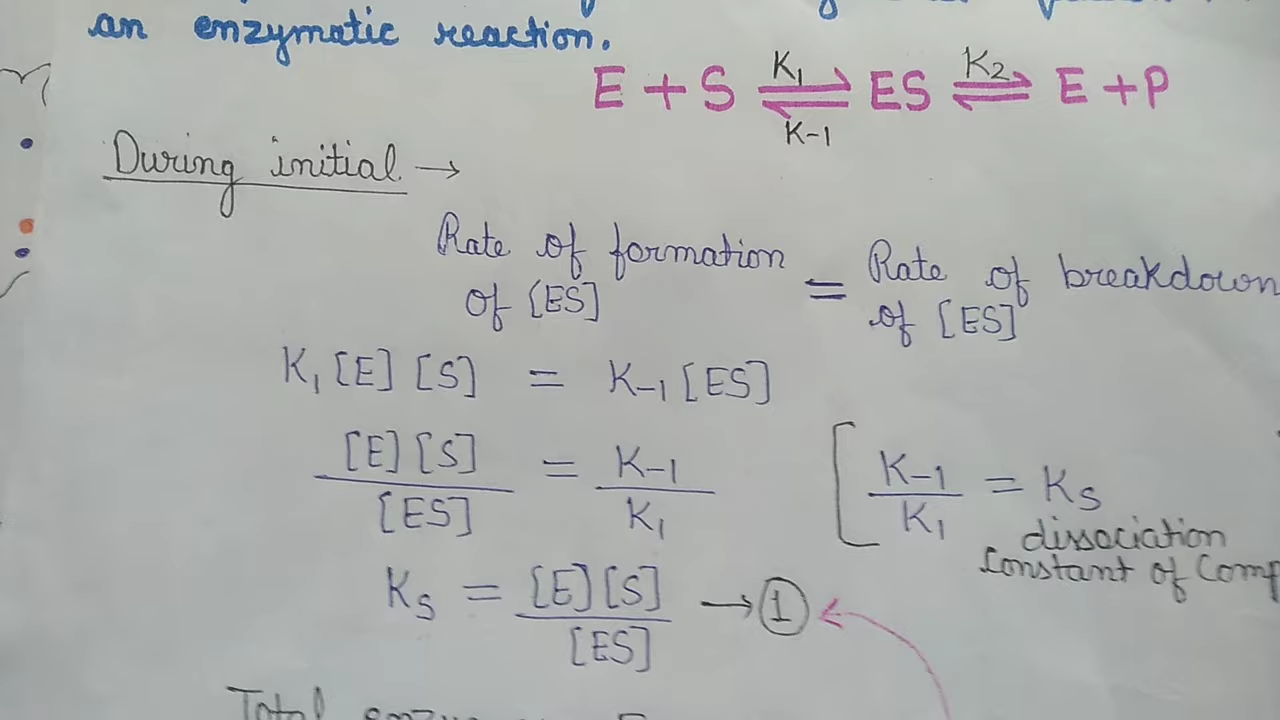 an enzymatic reaction.
E + S ⇌ ES ⇌ E + P
K1 K2
K-1
During initial →
Rate of formation of [ES] = Rate of breakdown of [ES]
K1 [E] [S] = K-1 [ES]
[E] [S] / [ES] = K-1 / K1 [ K-1 / K1 = KS
dissociation
Constant of Comp
KS = [E] [S] / [ES] → 1
Total